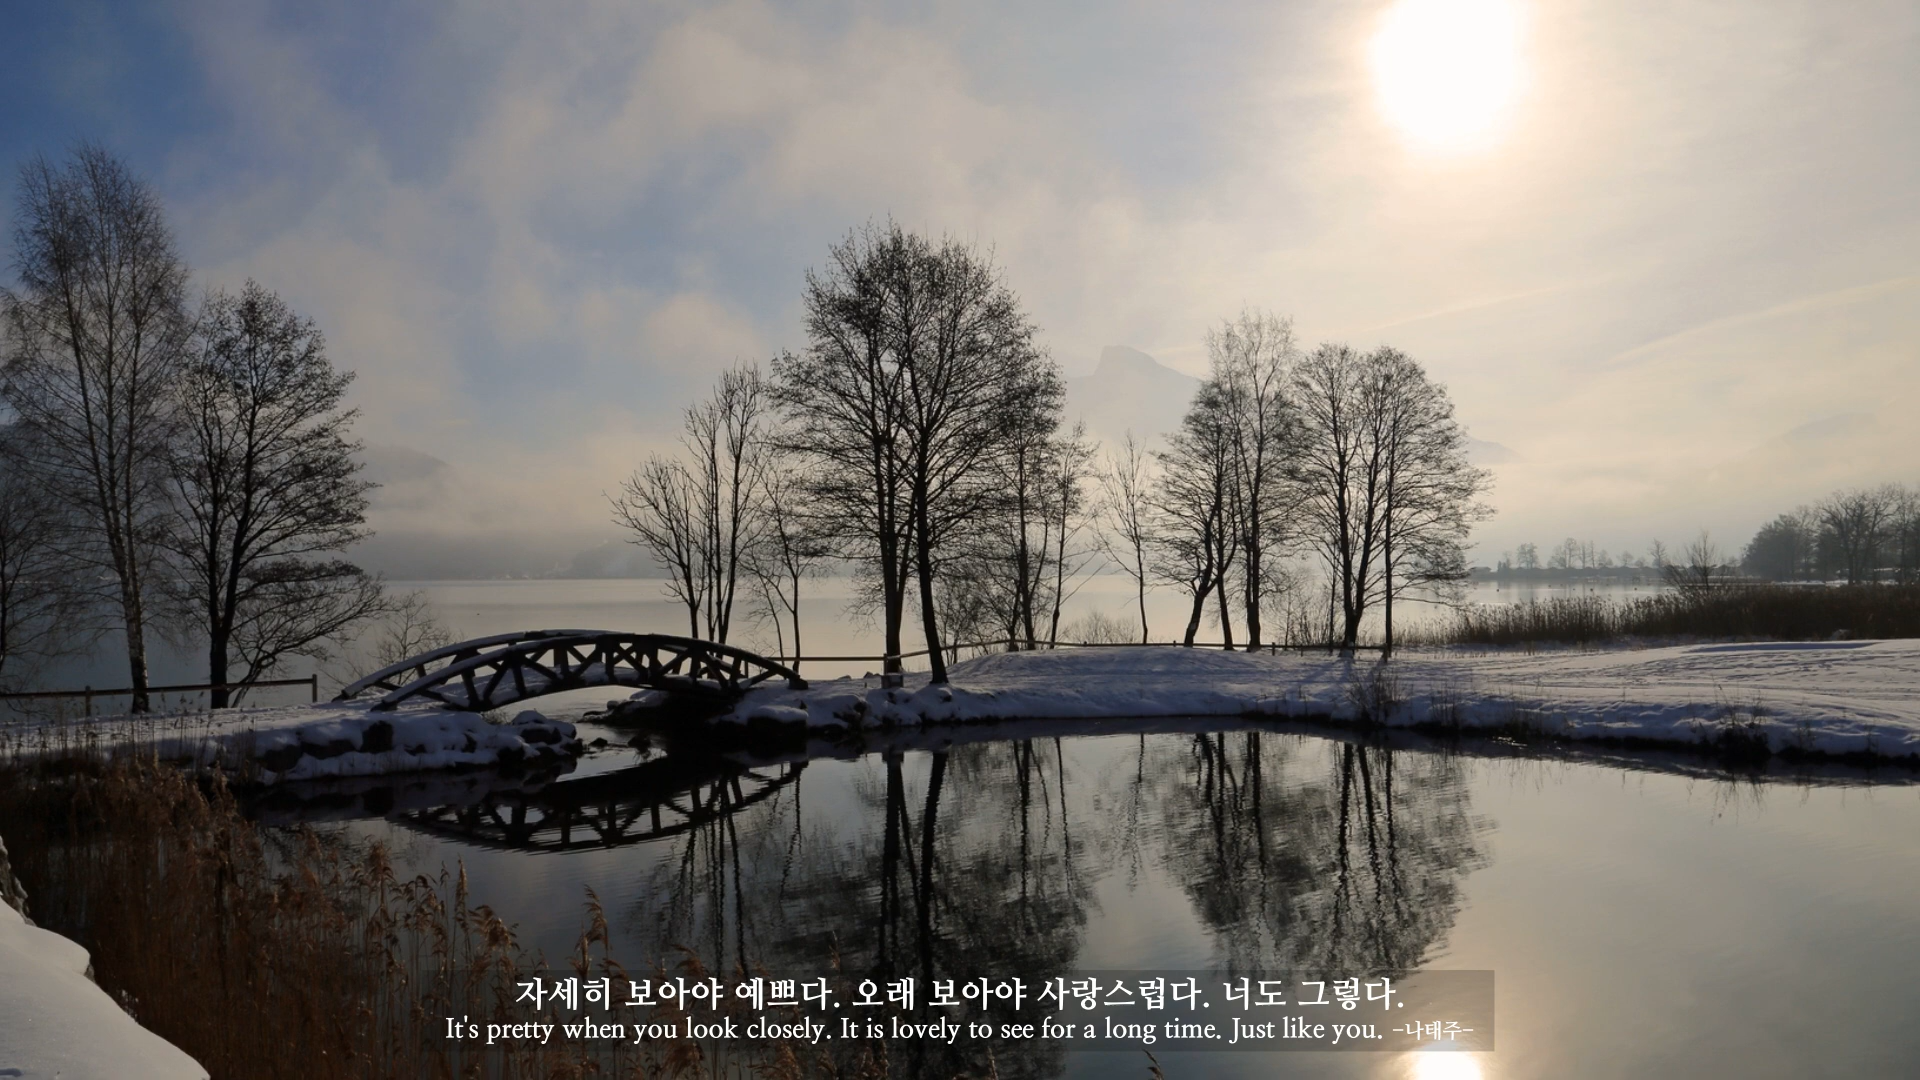 자세히 보아야 예쁘다. 오래 보아야 사랑스럽다. 너도 그렇다.
It's pretty when you look closely. It is lovely to see for a long time. Just like you. -나태주-